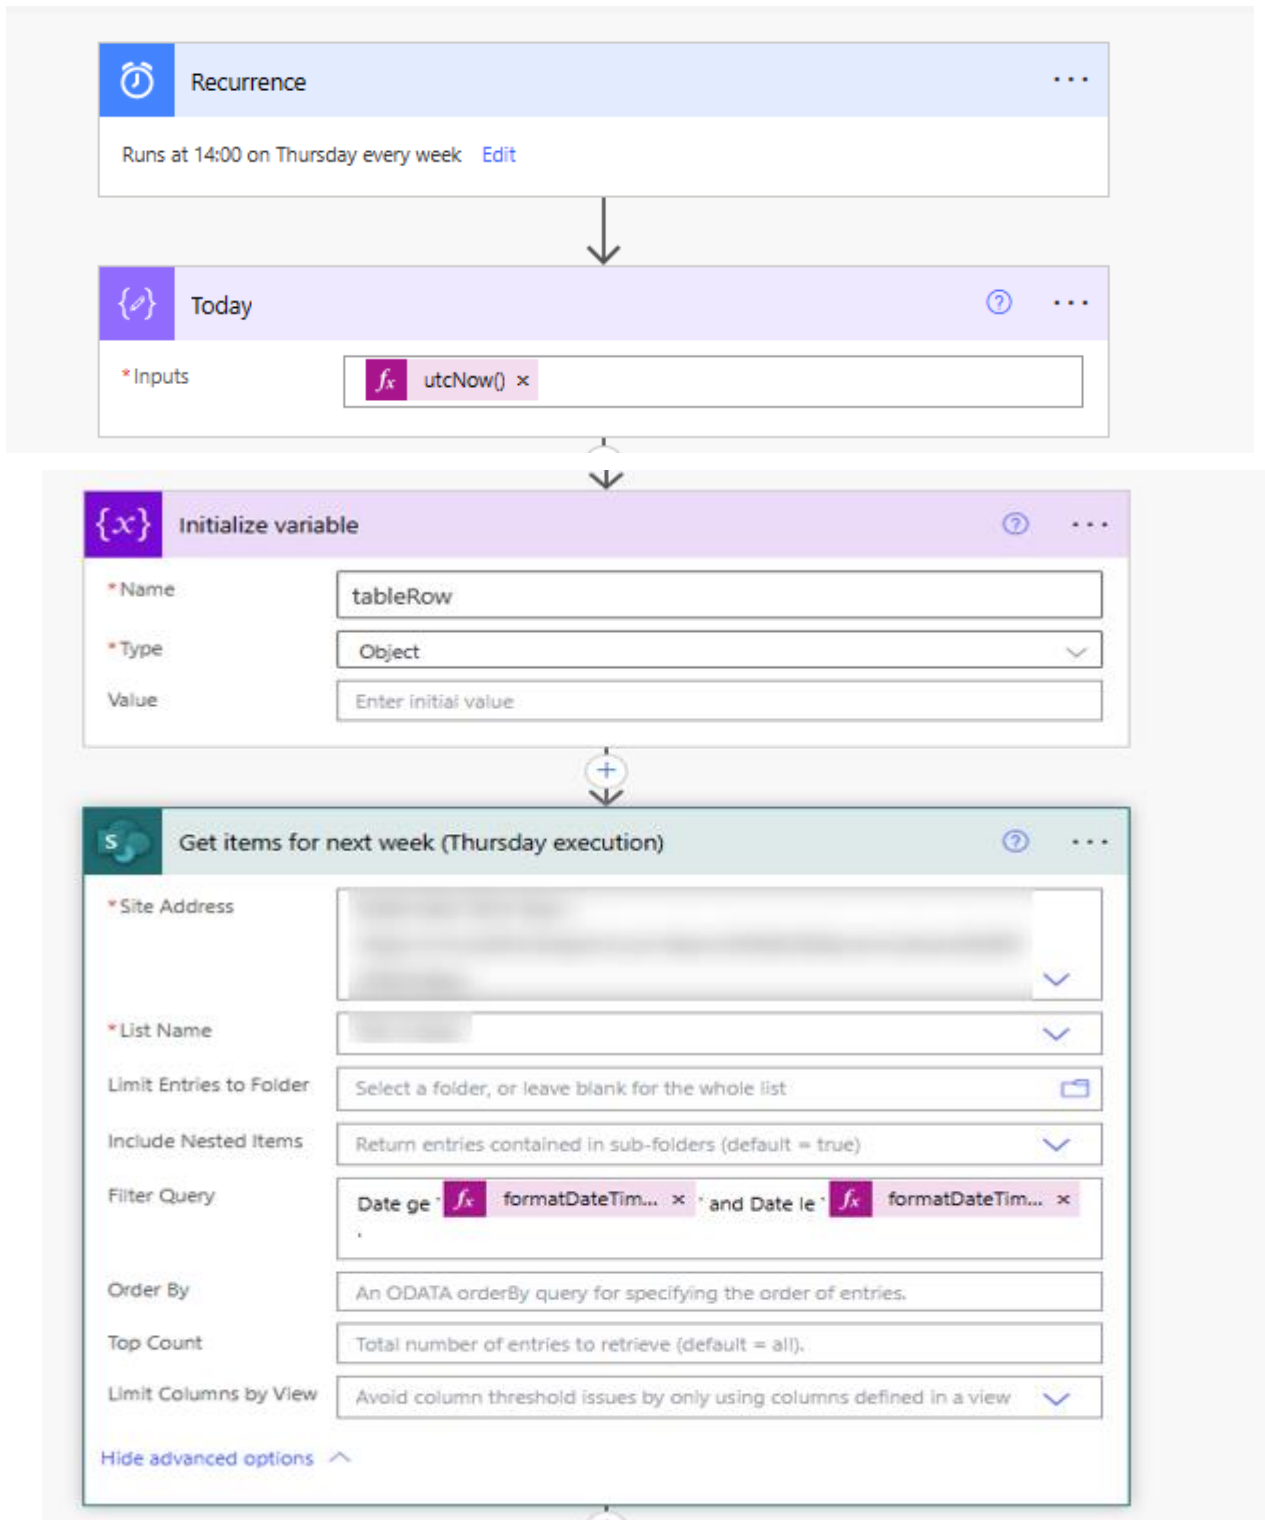 Recurrence
Runs at 14:00 on Thursday every week Edit
Today
*Inputs
fx utcNow() ×
{x} Initialize variable
*Name
tableRow
*Type
Object
Value
Enter initial value
S Get items for next week (Thursday execution)
*Site Address
*List Name
Limit Entries to Folder
Select a folder, or leave blank for the whole list
Include Nested Items
Return entries contained in sub-folders (default = true)
Filter Query
Date ge ' fx formatDateTim... × ' and Date le ' fx formatDateTim... ×
'
Order By
An ODATA orderBy query for specifying the order of entries.
Top Count
Total number of entries to retrieve (default = all).
Limit Columns by View
Avoid column threshold issues by only using columns defined in a view
Hide advanced options